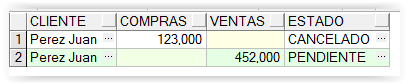 CLIENTE COMPRAS VENTAS ESTADO
1 Perez Juan ... 123,000 CANCELADO ...
2 Perez Juan ... 452,000 PENDIENTE ...